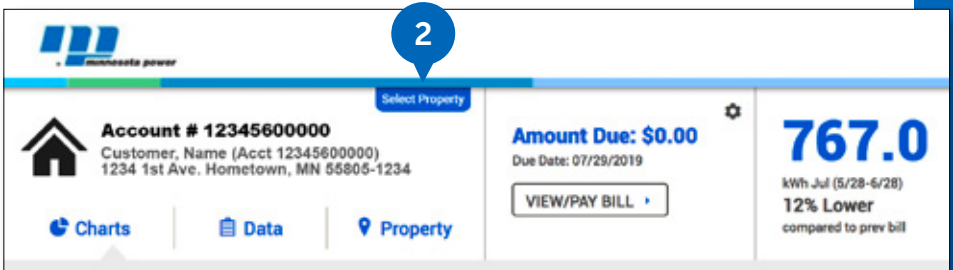 2
minnesota power
Select Property
Account # 12345600000
Customer, Name (Acct 12345600000)
1234 1st Ave. Hometown, MN 55805-1234
Charts
Data
Property
Amount Due: $0.00
Due Date: 07/29/2019
VIEW/PAY BILL
767.0
kWh Jul (5/28-6/28)
12% Lower
compared to prev bill